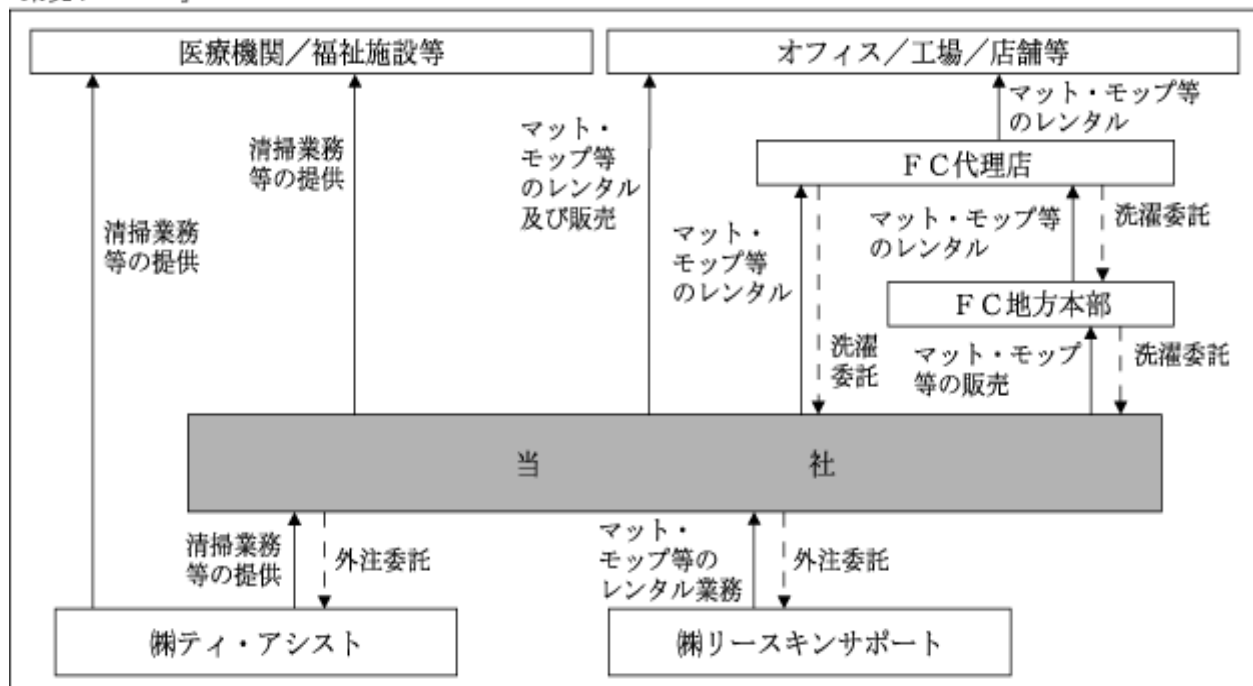 医療機関／福祉施設等
オフィス／工場／店舗等
マット・モップ等
のレンタル
清掃業務
等の提供
マット・
モップ等
のレンタル
及び販売
ＦＣ代理店
清掃業務
等の提供
マット・
モップ等
のレンタル
マット・モップ等
のレンタル
洗濯委託
ＦＣ地方本部
洗濯
委託
マット・モップ
等の販売
洗濯委託
当社
清掃業務
等の提供
外注委託
マット・
モップ等の
レンタル業務
外注委託
㈱ティ・アシスト
㈱リースキンサポート